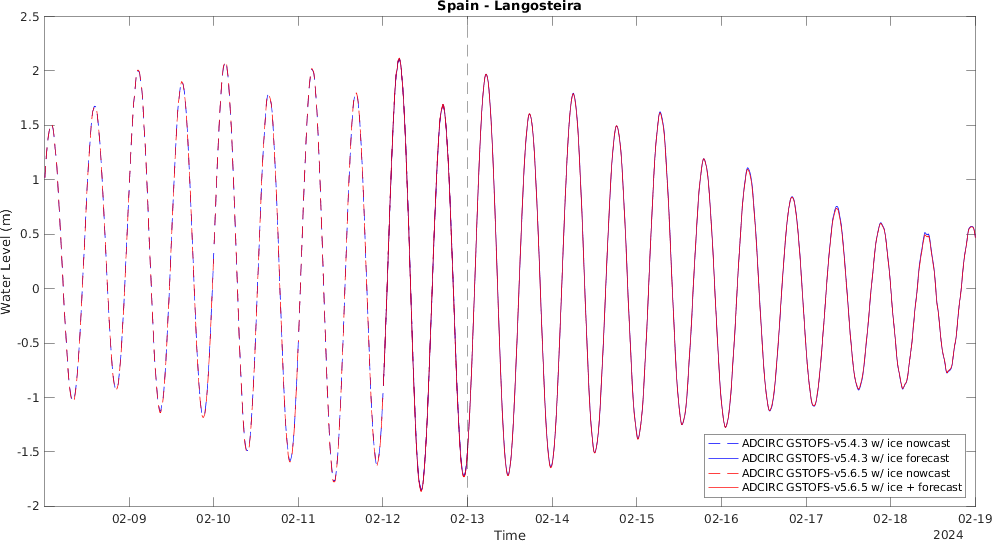 Spain - Langosteira
2.5
2
1.5
1
0.5
0
-0.5
-1
-1.5
-2
Water Level (m)
ADCIRC GSTOFS-v5.4.3 w/ ice nowcast
ADCIRC GSTOFS-v5.4.3 w/ ice forecast
ADCIRC GSTOFS-v5.6.5 w/ ice nowcast
ADCIRC GSTOFS-v5.6.5 w/ ice + forecast
02-09 02-10 02-11 02-12 02-13 02-14 02-15 02-16 02-17 02-18 02-19
Time
2024